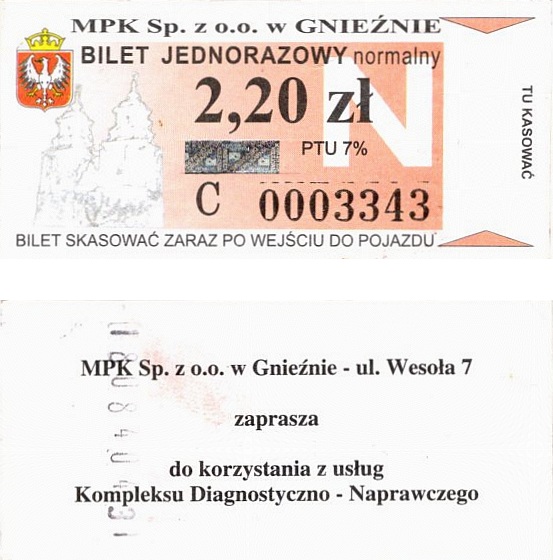 MPK Sp. z o.o. w GNIEŹNIE
BILET JEDNORAZOWY normalny
2,20 zł
N
PTU 7%
C 0003343
BILET SKASOWAĆ ZARAZ PO WEJŚCIU DO POJAZDU
TU KASOWAĆ
MPK Sp. z o.o. w Gnieźnie - ul. Wesoła 7
zaprasza
do korzystania z usług
Kompleksu Diagnostyczno - Naprawczego